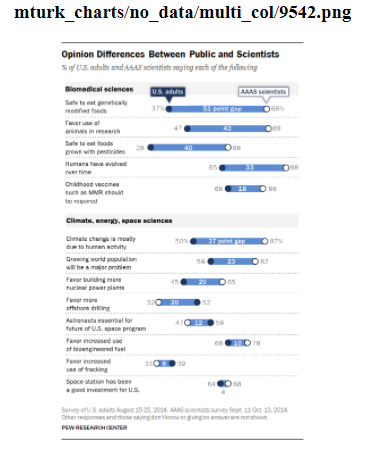 mturk_charts/no_data/multi_col/9542.png
Opinion Differences Between Public and Scientists
% of U.S. adults and AAAS scientists saying each of the following
Biomedical sciences
U.S. adults
AAAS scientists
Safe to eat genetically
modified foods
37% 51 point gap 88%
Favor use of
animals in research
47 42 89
Safe to eat foods
grown with pesticides
28 40 68
Humans have evolved
over time
65 33 98
Childhood vaccines
such as MMR should
be required
68 18 86
Climate, energy, space sciences
Climate change is mostly
due to human activity
50% 37 point gap 87%
Growing world population
will be a major problem
59 23 82
Favor building more
nuclear power plants
45 20 65
Favor more
offshore drilling
32 20 52
Astronauts essential for
future of U.S. space program
47 12 59
Favor increased use
of bioengineered fuel
68 10 78
Favor increased
use of fracking
31 8 39
Space station has been
a good investment for U.S.
64 68
4
Survey of U.S. adults August 15-25, 2014. AAAS scientists survey Sept. 11-Oct. 13, 2014.
Other responses and those saying don't know or giving no answer are not shown.
PEW RESEARCH CENTER